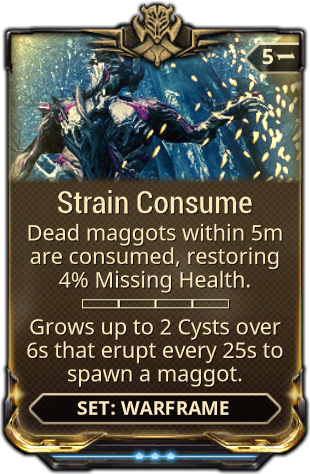 5
Strain Consume
Dead maggots within 5m
are consumed, restoring
4% Missing Health.
Grows up to 2 Cysts over
6s that erupt every 25s to
spawn a maggot.
SET: WARFRAME